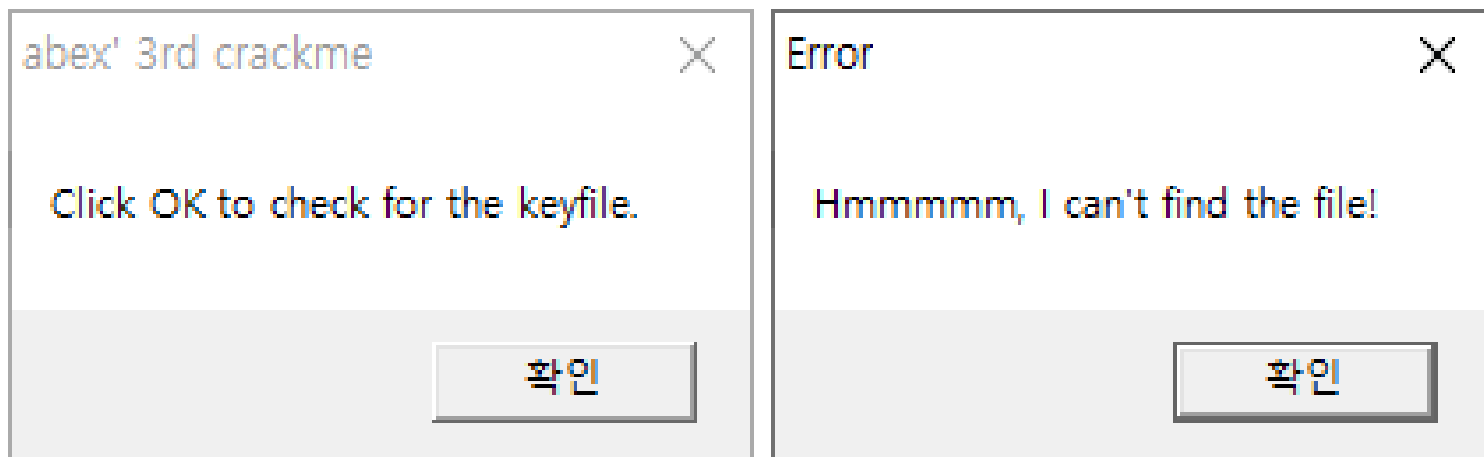 abex' 3rd crackme
Click OK to check for the keyfile.
확인
Error
Hmmmmm, I can't find the file!
확인